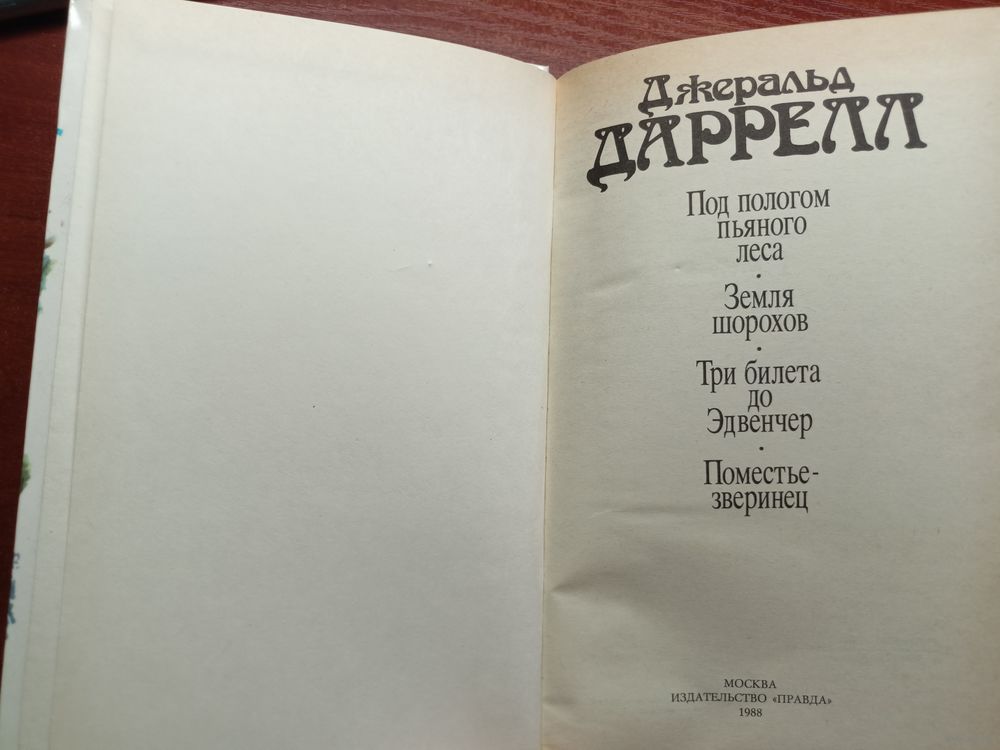 Джеральд
ДАРРЕЛЛ
Под пологом
пьяного
леса
•
Земля
шорохов
•
Три билета
до
Эдвенчер
•
Поместье-
зверинец
МОСКВА
ИЗДАТЕЛЬСТВО «ПРАВДА»
1988